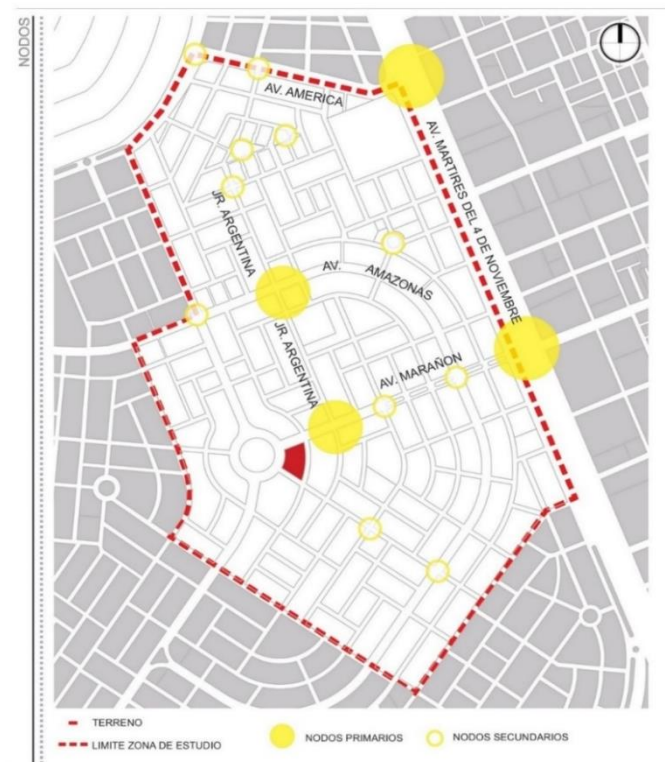 NODOS
AV. AMERICA
AV. MARTIRES DEL 4 DE NOVIEMBRE
JR. ARGENTINA
AV. AMAZONAS
JR. ARGENTINA
AV. MARAÑON
TERRENO
LIMITE ZONA DE ESTUDIO
NODOS PRIMARIOS
NODOS SECUNDARIOS